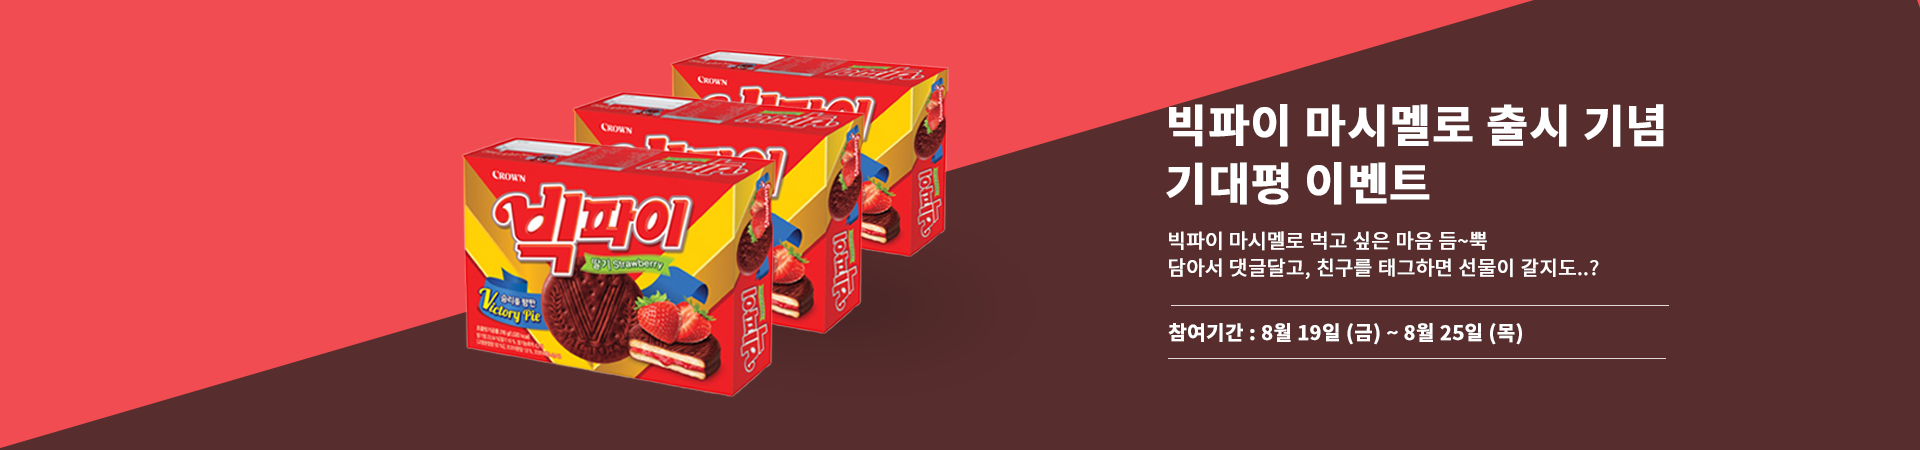 CROWN
CROWN
CROWN
빅파이
딸기 Strawberry
승리를 향한
Victory Pie
빅파이 마시멜로 출시 기념
기대평 이벤트
빅파이 마시멜로 먹고 싶은 마음 듬~뿍
담아서 댓글달고, 친구를 태그하면 선물이 갈지도..?
참여기간 : 8월 19일 (금) ~ 8월 25일 (목)